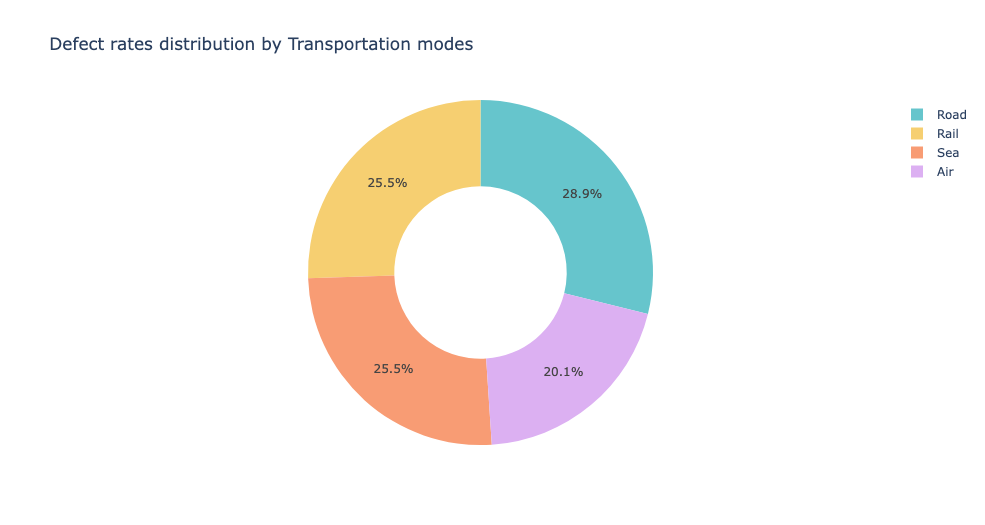 Defect rates distribution by Transportation modes
Road
Rail
Sea
Air
25.5%
28.9%
25.5%
20.1%